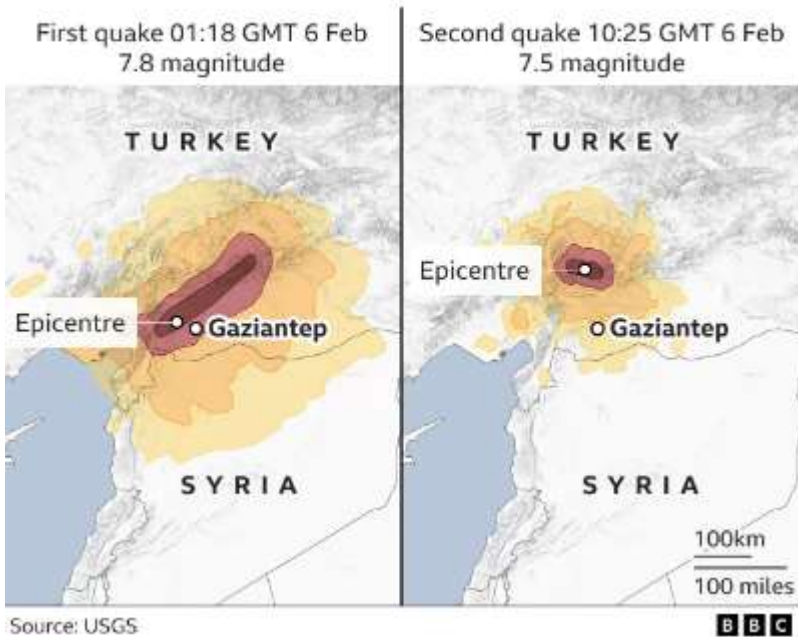 First quake 01:18 GMT 6 Feb
7.8 magnitude
TURKEY
Epicentre
Gaziantep
SYRIA
Second quake 10:25 GMT 6 Feb
7.5 magnitude
TURKEY
Epicentre
Gaziantep
SYRIA
100km
100 miles
Source: USGS
BBC